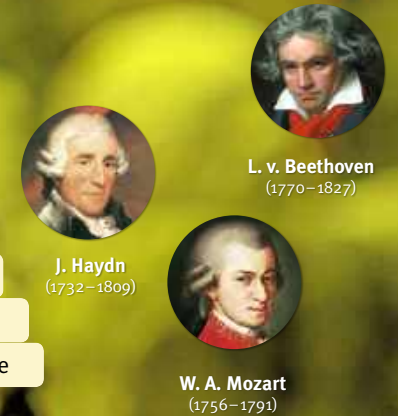 L. v. Beethoven
(1770–1827)
J. Haydn
(1732–1809)
e
W. A. Mozart
(1756–1791)